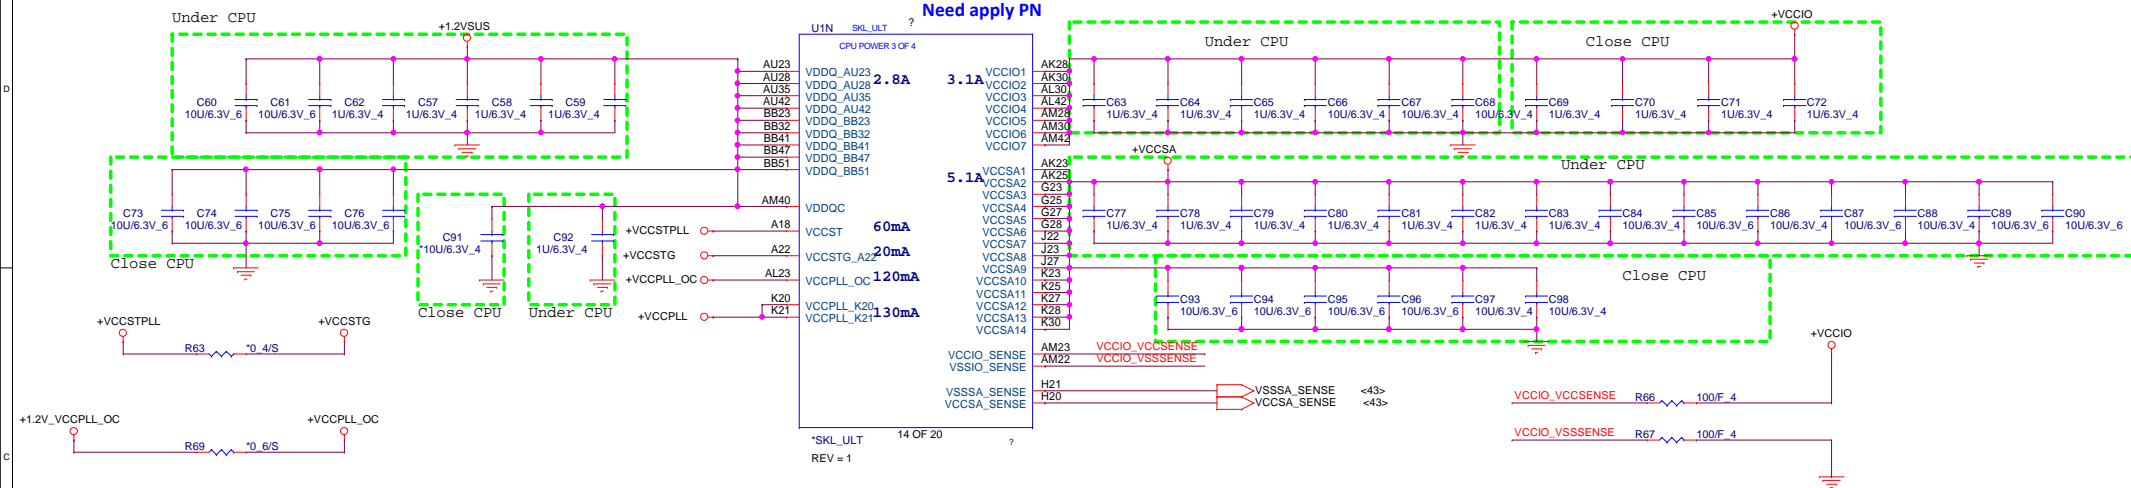 Need apply PN
Under CPU
+1.2VSUS
C60
10U/6.3V_6
C61
10U/6.3V_6
C62
1U/6.3V_4
C57
1U/6.3V_4
C58
1U/6.3V_4
C59
1U/6.3V_4
C73
10U/6.3V_6
C74
10U/6.3V_6
C75
10U/6.3V_6
C76
10U/6.3V_6
Close CPU
C91
*10U/6.3V_4
Close CPU
C92
1U/6.3V_4
Under CPU
+VCCSTPLL
+VCCSTG
+VCCPLL_OC
+VCCPLL
+VCCSTPLL
+VCCSTG
R63
*0_4/S
+1.2V_VCCPLL_OC
+VCCPLL_OC
R69
*0_6/S
D
C
U1N
SKL_ULT
?
CPU POWER 3 OF 4
AU23 VDDQ_AU23
AU28 VDDQ_AU28
AU35 VDDQ_AU35
AU42 VDDQ_AU42
BB23 VDDQ_BB23
BB32 VDDQ_BB32
BB41 VDDQ_BB41
BB47 VDDQ_BB47
BB51 VDDQ_BB51
2.8A
AM40 VDDQC
A18 VCCST
60mA
A22 VCCSTG_A22
20mA
AL23 VCCPLL_OC
120mA
K20 VCCPLL_K20
K21 VCCPLL_K21
130mA
3.1A
VCCIO1 AK28
VCCIO2 AK30
VCCIO3 AL30
VCCIO4 AL42
VCCIO5 AM28
VCCIO6 AM30
VCCIO7 AM42
5.1A
VCCSA1 AK23
VCCSA2 AK25
VCCSA3 G23
VCCSA4 G25
VCCSA5 G27
VCCSA6 G28
VCCSA7 J22
VCCSA8 J23
VCCSA9 J27
VCCSA10 K23
VCCSA11 K25
VCCSA12 K27
VCCSA13 K28
VCCSA14 K30
VCCIO_SENSE AM23 VCCIO_VCCSENSE
VSSIO_SENSE AM22 VCCIO_VSSSENSE
VSSSA_SENSE H21 VSSSA_SENSE <43>
VCCSA_SENSE H20 VCCSA_SENSE <43>
*SKL_ULT
14 OF 20
?
REV = 1
Under CPU
Close CPU
+VCCIO
C63
1U/6.3V_4
C64
1U/6.3V_4
C65
1U/6.3V_4
C66
10U/6.3V_4
C67
10U/6.3V_4
C68
10U/6.3V_6
C69
1U/6.3V_4
C70
1U/6.3V_4
C71
1U/6.3V_4
C72
1U/6.3V_4
+VCCSA
Under CPU
C77
1U/6.3V_4
C78
1U/6.3V_4
C79
1U/6.3V_4
C80
1U/6.3V_4
C81
1U/6.3V_4
C82
1U/6.3V_4
C83
1U/6.3V_4
C84
10U/6.3V_4
C85
10U/6.3V_6
C86
10U/6.3V_4
C87
10U/6.3V_6
C88
10U/6.3V_4
C89
10U/6.3V_6
C90
10U/6.3V_6
Close CPU
C93
10U/6.3V_6
C94
10U/6.3V_6
C95
10U/6.3V_4
C96
10U/6.3V_6
C97
10U/6.3V_4
C98
10U/6.3V_4
+VCCIO
VCCIO_VCCSENSE
R66
100/F_4
VCCIO_VSSSENSE
R67
100/F_4